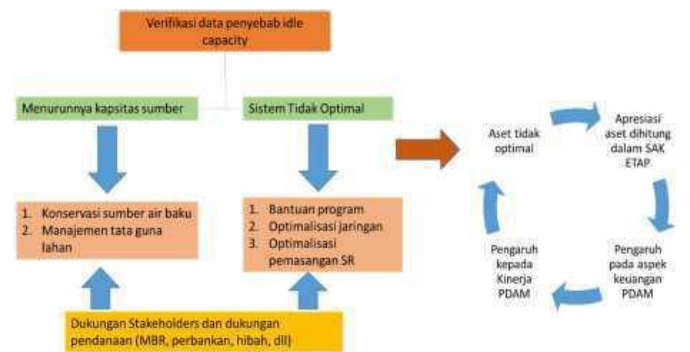 Verifikasi data penyebab idle
capacity
Menurunnya kapsitas sumber
Sistem Tidak Optimal
1. Konservasi sumber air baku
2. Manajemen tata guna
lahan
1. Bantuan program
2. Optimalisasi jaringan
3. Optimalisasi
pemasangan SR
Dukungan Stakeholders dan dukungan
pendanaan (MBR, perbankan, hibah, dll)
Aset tidak
optimal
Apresiasi
aset dihitung
dalam SAK
ETAP
Pengaruh
pada aspek
keuangan
PDAM
Pengaruh
kepada
Kinerja
PDAM